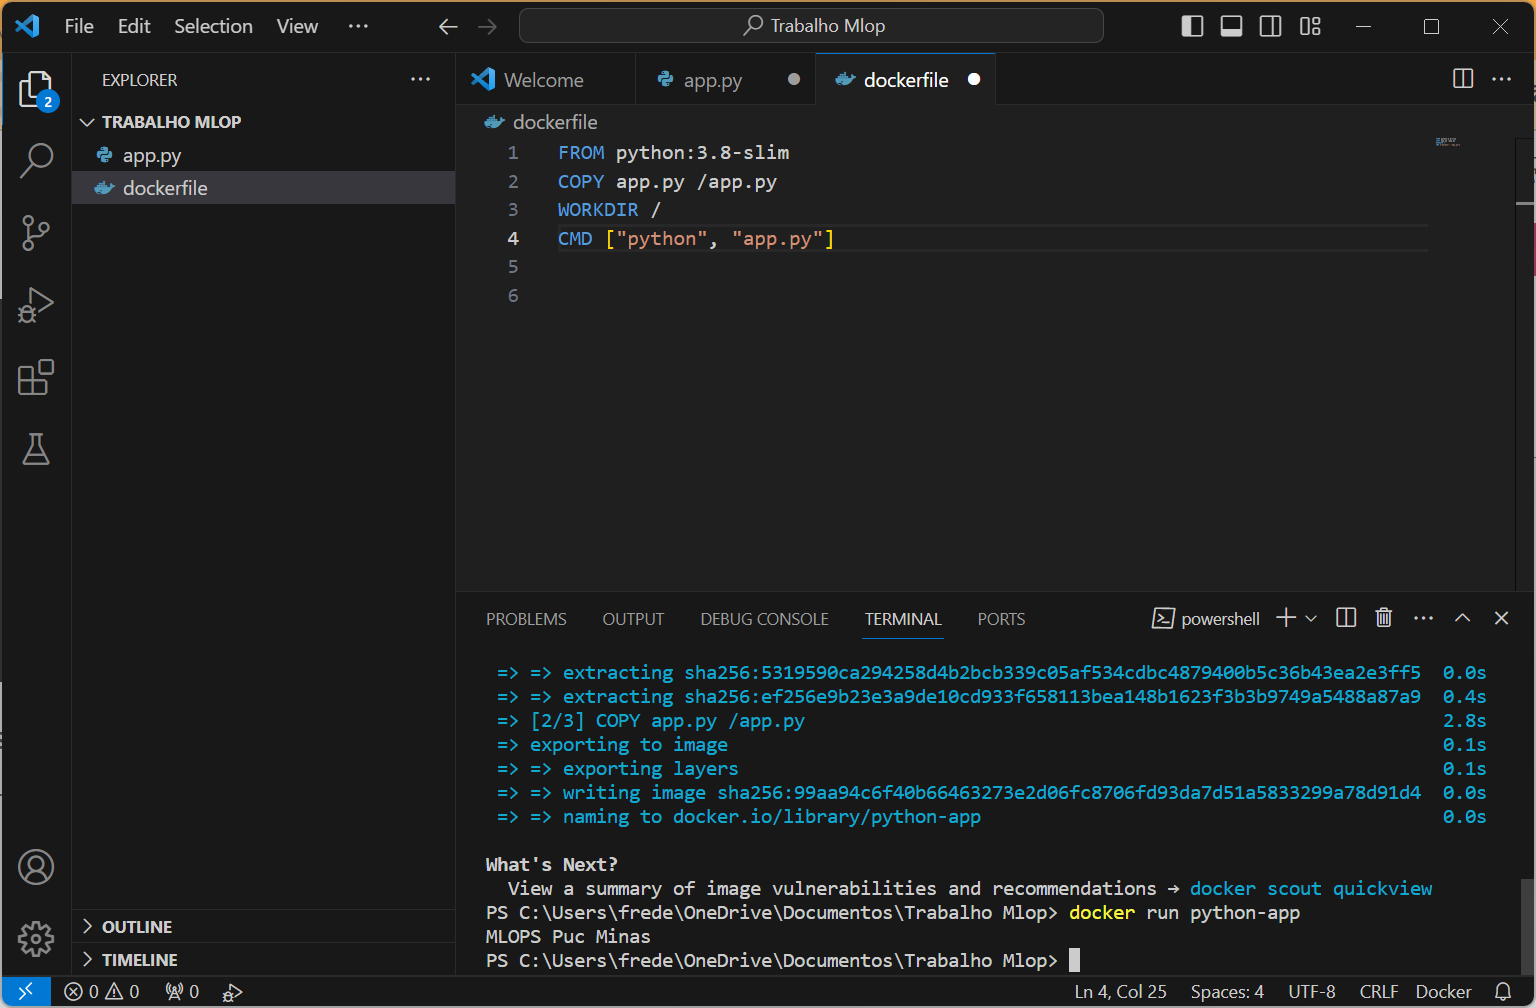 File Edit Selection View ··· Trabalho Mlop
2
EXPLORER ···
TRABALHO MLOP
app.py
dockerfile
OUTLINE
TIMELINE
Welcome app.py dockerfile ···
dockerfile
1 FROM python:3.8-slim
2 COPY app.py /app.py
3 WORKDIR /
4 CMD ["python", "app.py"]
5
6
PROBLEMS OUTPUT DEBUG CONSOLE TERMINAL PORTS powershell ···
=> => extracting sha256:5319590ca294258d4b2bcb339c05af534cdbc4879400b5c36b43ea2e3ff5 0.0s
=> => extracting sha256:ef256e9b23e3a9de10cd933f658113bea148b1623f3b3b9749a5488a87a9 0.4s
=> [2/3] COPY app.py /app.py 2.8s
=> exporting to image 0.1s
=> => exporting layers 0.1s
=> => writing image sha256:99aa94c6f40b66463273e2d06fc8706fd93da7d51a5833299a78d91d4 0.0s
=> => naming to docker.io/library/python-app 0.0s
What's Next?
View a summary of image vulnerabilities and recommendations → docker scout quickview
PS C:\Users\frede\OneDrive\Documentos\Trabalho Mlop> docker run python-app
MLOPS Puc Minas
PS C:\Users\frede\OneDrive\Documentos\Trabalho Mlop>
0 0 0 Ln 4, Col 25 Spaces: 4 UTF-8 CRLF Docker